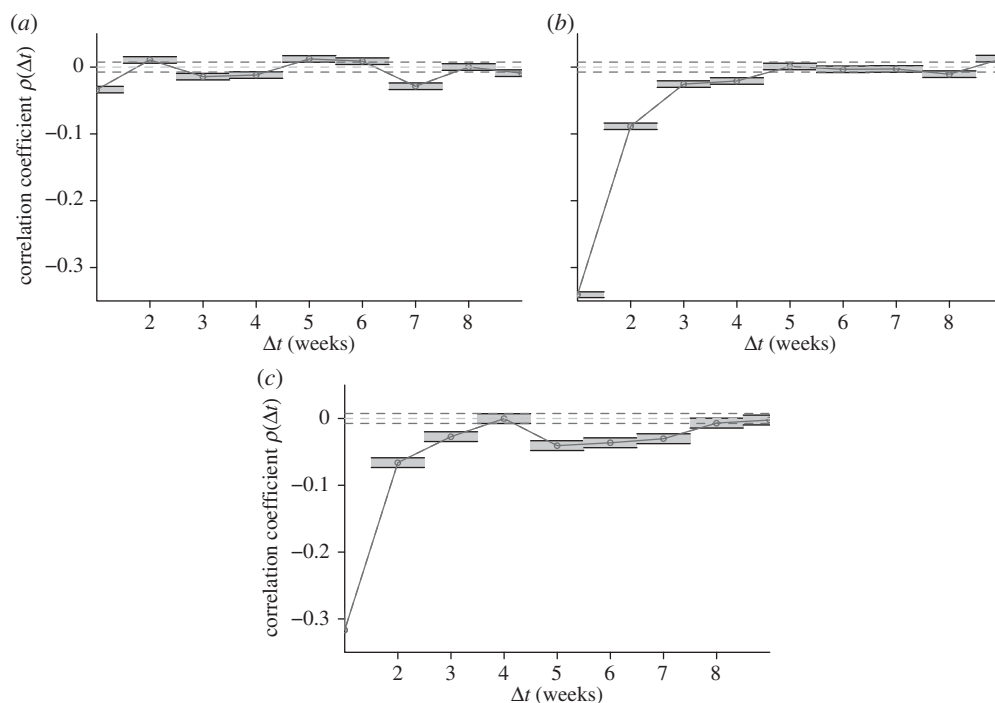 (a)
0
−0.1
−0.2
−0.3
correlation coefficient ρ(Δt)
2 3 4 5 6 7 8
Δt (weeks)
(b)
2 3 4 5 6 7 8
Δt (weeks)
(c)
0
−0.1
−0.2
−0.3
correlation coefficient ρ(Δt)
2 3 4 5 6 7 8
Δt (weeks)